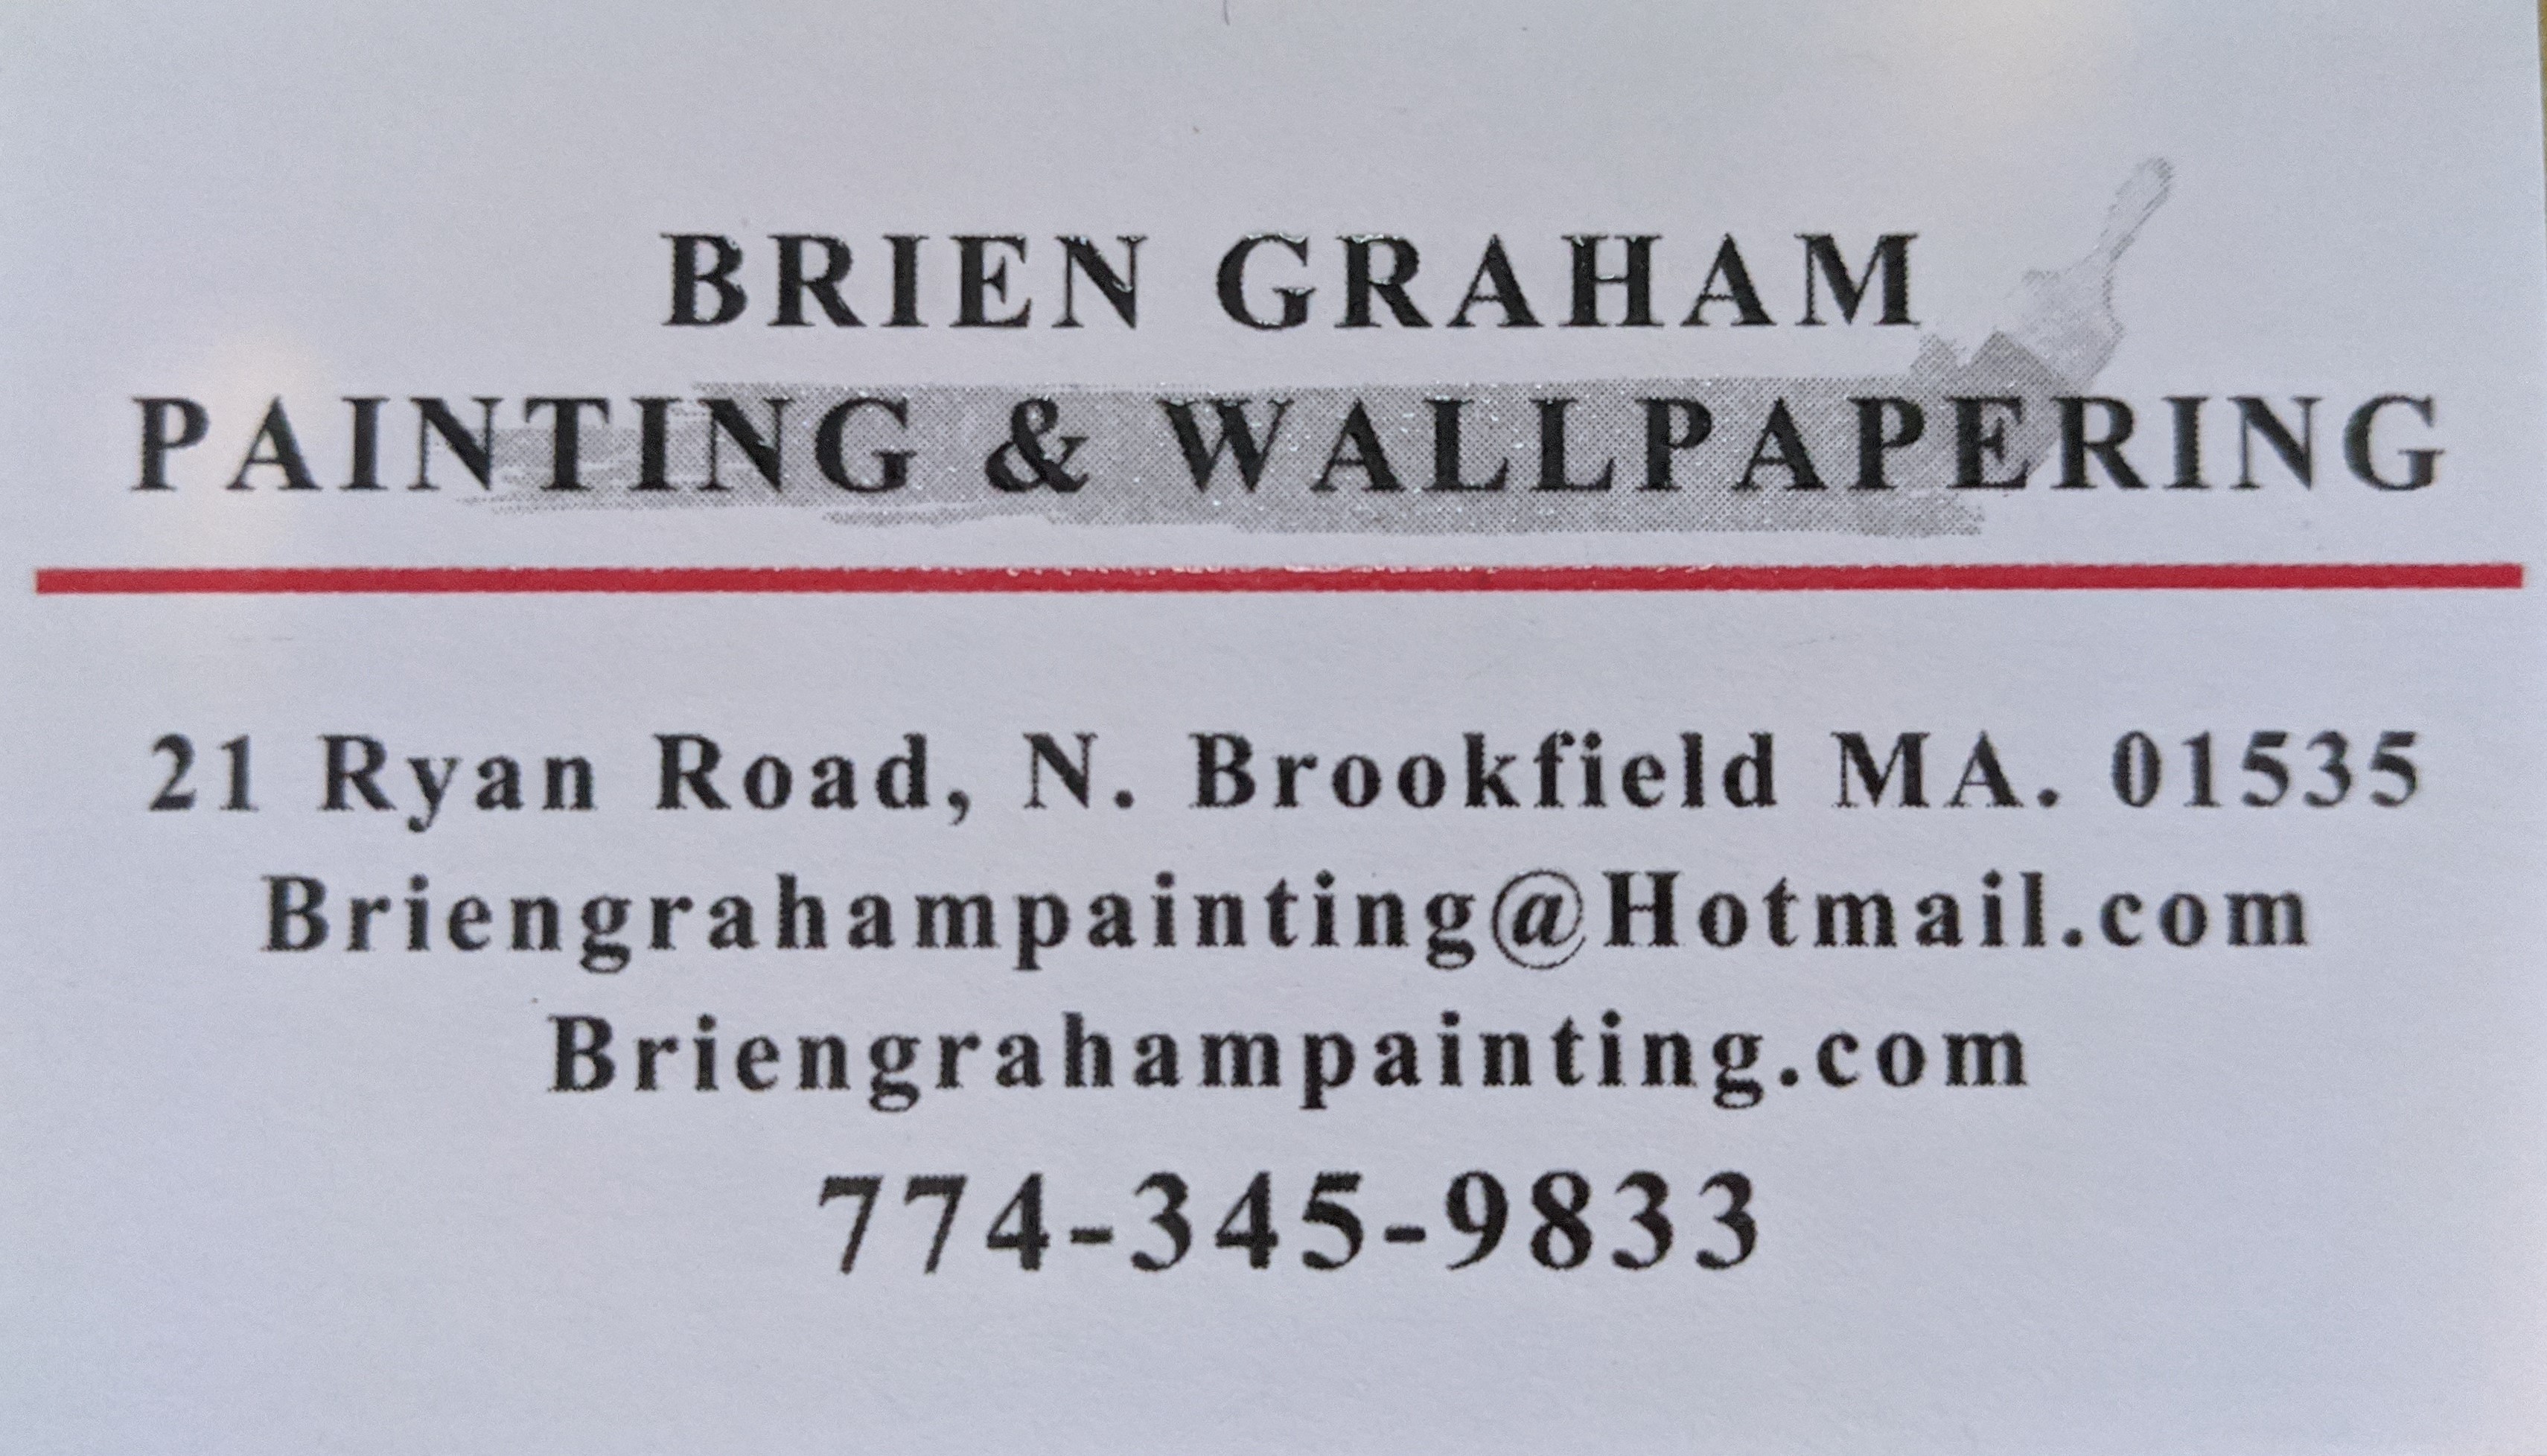 BRIEN GRAHAM
PAINTING & WALLPAPERING
21 Ryan Road, N. Brookfield MA. 01535
Briengrahampainting@Hotmail.com
Briengrahampainting.com
774-345-9833